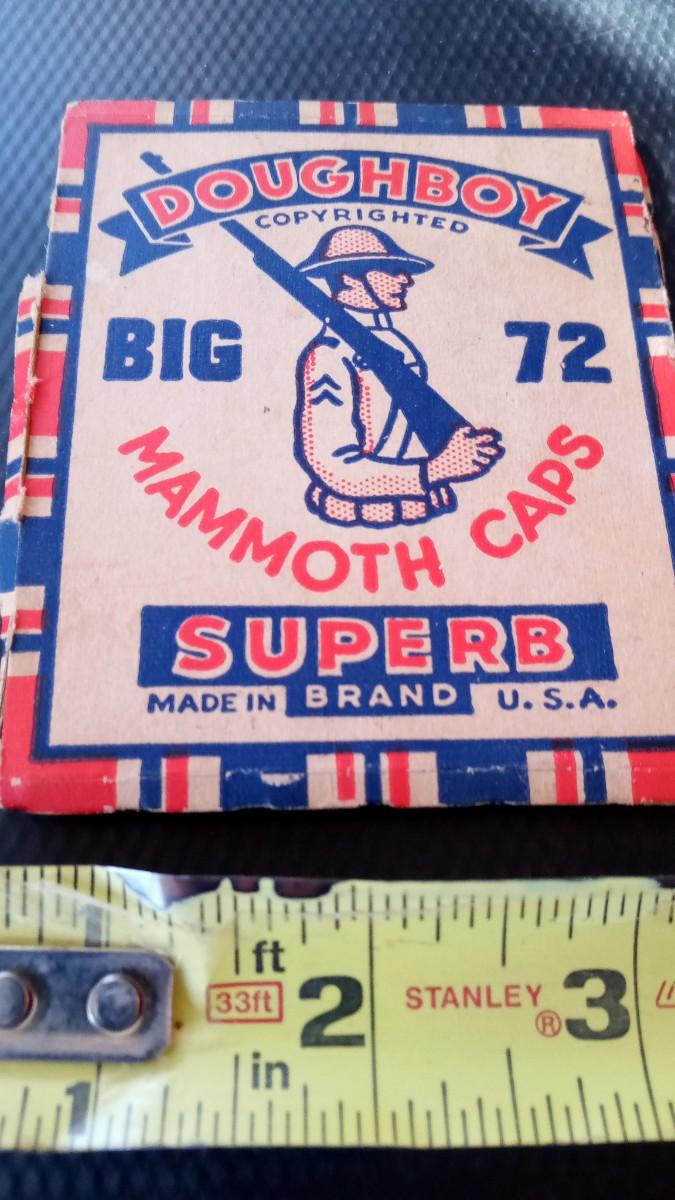 DOUGHBOY
COPYRIGHTED
BIG 72
MAMMOTH CAPS
SUPERB
MADE IN BRAND U.S.A.
ft
33ft 2 STANLEY ® 3
in
1